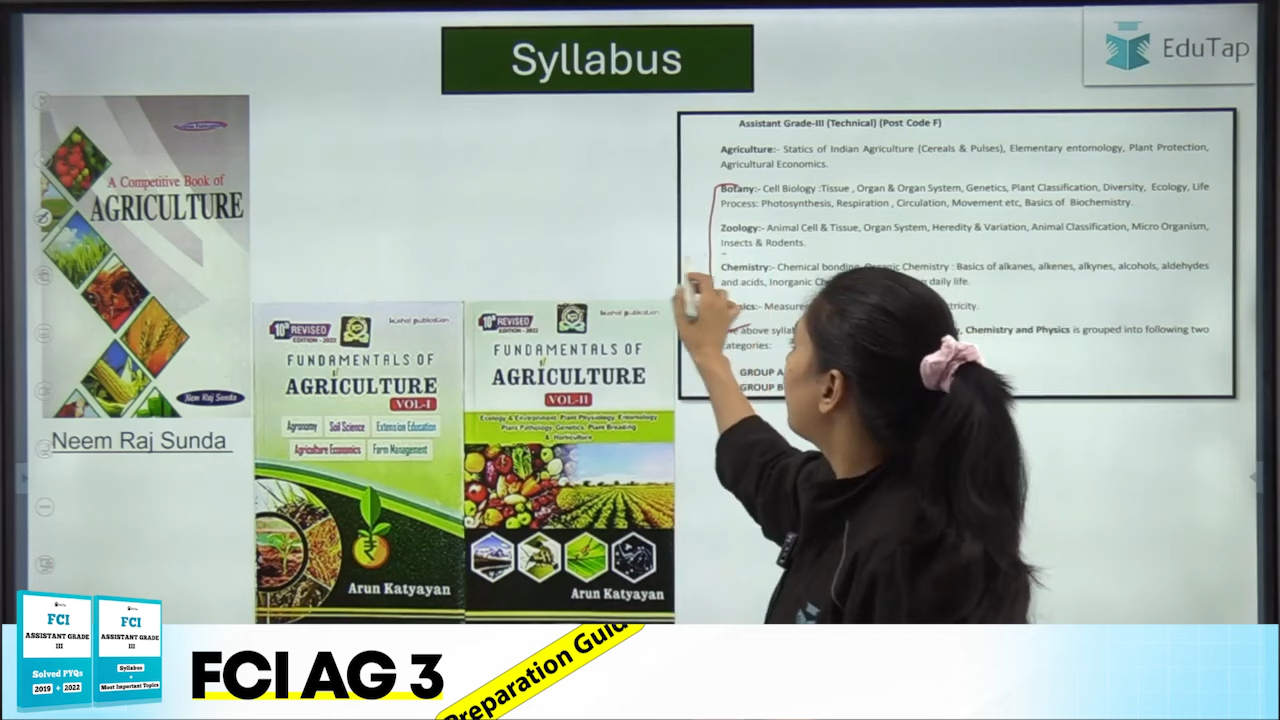 Syllabus
EduTap
A Competitive Book of
AGRICULTURE
Nem Raj Sunda
Neem Raj Sunda
10th REVISED
EDITION-2022
kushal publication
FUNDAMENTALS OF
AGRICULTURE
VOL-I
Agronomy Soil Science Extension Education
Agriculture Economics Farm Management
Arun Katyayan
10th REVISED
EDITION-2022
kushal publication
FUNDAMENTALS OF
AGRICULTURE
VOL-II
Ecology & Environment, Plant Physiology, Entomology
Plant Pathology, Genetics, Plant Breading
& Horticulture
Arun Katyayan
Assistant Grade-III (Technical) (Post Code F)
Agriculture:- Statics of Indian Agriculture (Cereals & Pulses), Elementary entomology, Plant Protection,
Agricultural Economics.
Botany:- Cell Biology :Tissue , Organ & Organ System, Genetics, Plant Classification, Diversity, Ecology, Life
Process: Photosynthesis, Respiration , Circulation, Movement etc, Basics of Biochemistry.
Zoology:- Animal Cell & Tissue, Organ System, Heredity & Variation, Animal Classification, Micro Organism,
Insects & Rodents.
Chemistry:- Chemical bonding, Organic Chemistry : Basics of alkanes, alkenes, alkynes, alcohols, aldehydes
and acids, Inorganic daily life.
above , Chemistry and Physics is grouped into following two
categories:
GROUP A
GROUP B
FCI
ASSISTANT GRADE
III
Solved PYQs
2019 + 2022
FCI
ASSISTANT GRADE
III
Syllabus
+
Most Important Topics
FCI AG 3
Preparation